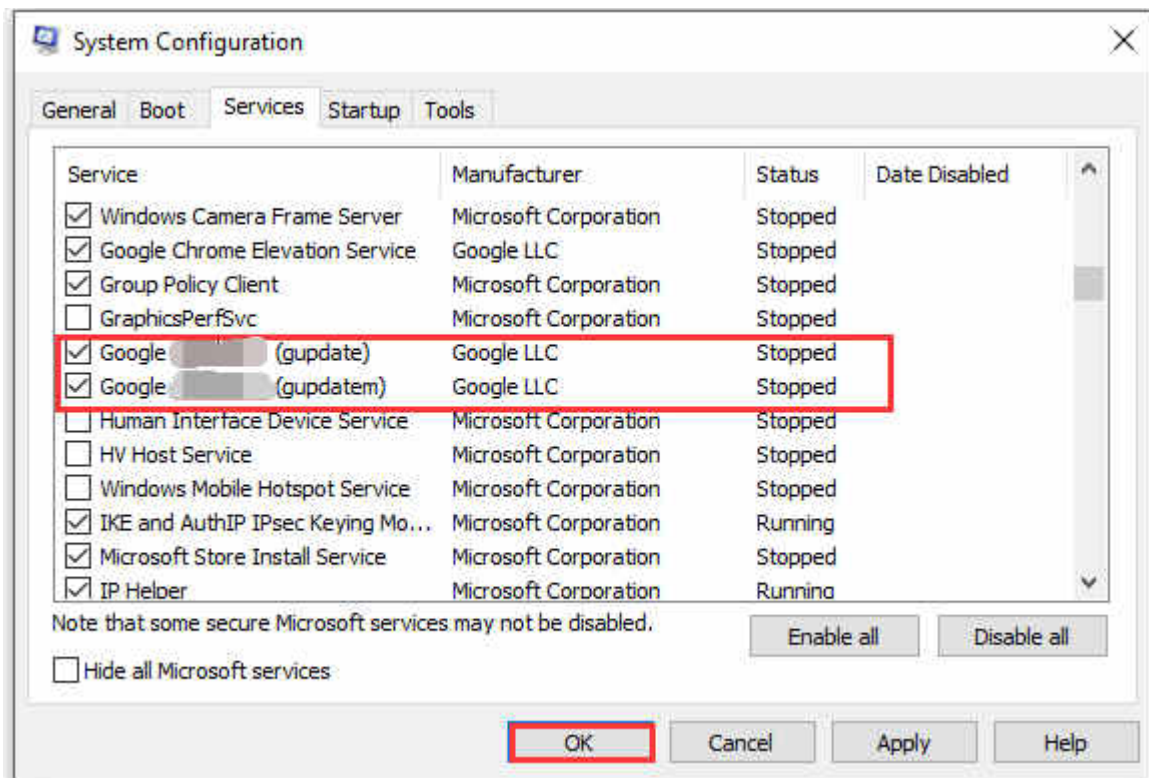 System Configuration
General Boot Services Startup Tools
Service Manufacturer Status Date Disabled
Windows Camera Frame Server Microsoft Corporation Stopped
Google Chrome Elevation Service Google LLC Stopped
Group Policy Client Microsoft Corporation Stopped
GraphicsPerfSvc Microsoft Corporation Stopped
Google (gupdate) Google LLC Stopped
Google (gupdatem) Google LLC Stopped
Human Interface Device Service Microsoft Corporation Stopped
HV Host Service Microsoft Corporation Stopped
Windows Mobile Hotspot Service Microsoft Corporation Stopped
IKE and AuthIP IPsec Keying Mo... Microsoft Corporation Running
Microsoft Store Install Service Microsoft Corporation Stopped
IP Helper Microsoft Corporation Running
Note that some secure Microsoft services may not be disabled.
Enable all Disable all
Hide all Microsoft services
OK Cancel Apply Help